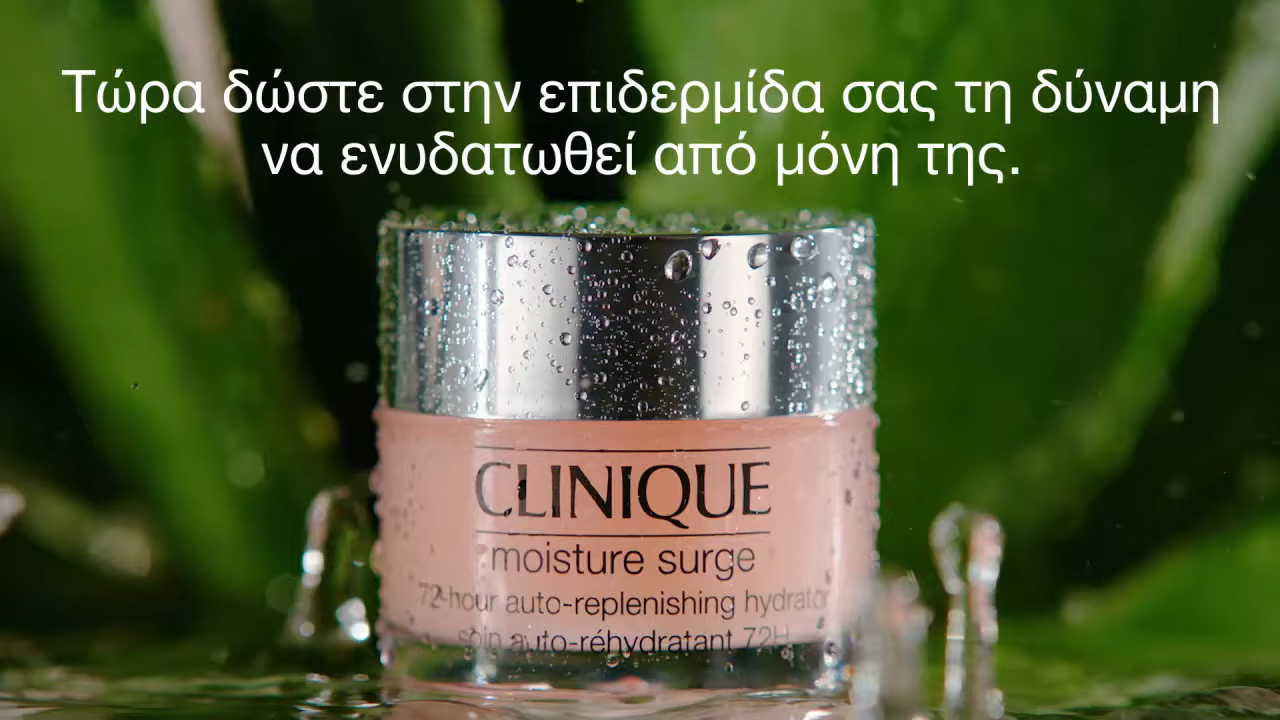 Τώρα δώστε στην επιδερμίδα σας τη δύναμη
να ενυδατωθεί από μόνη της.
CLINIQUE
moisture surge
72-hour auto-replenishing hydrator
soin auto-réhydratant 72H